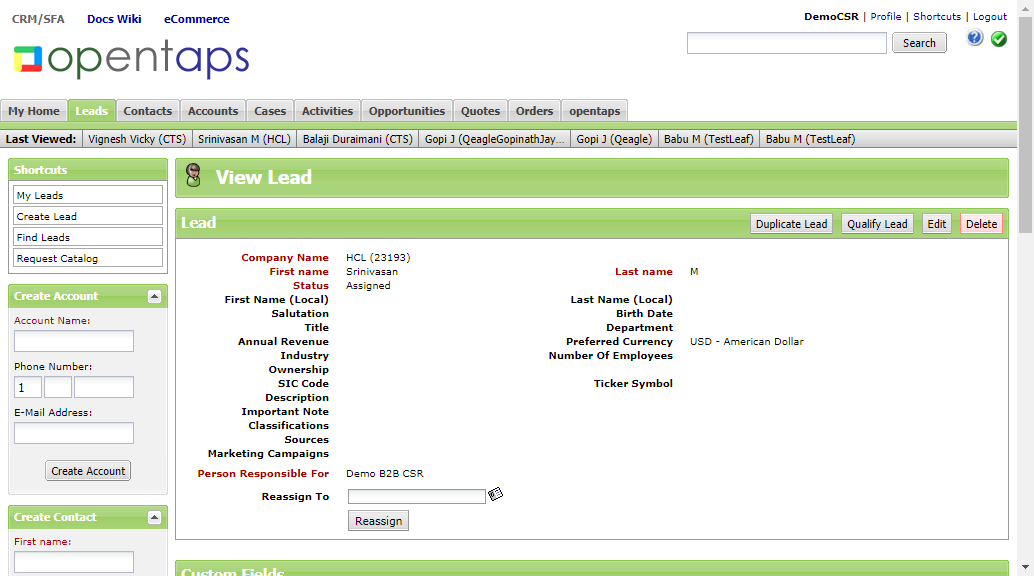 CRM/SFA Docs Wiki eCommerce
DemoCSR | Profile | Shortcuts | Logout
opentaps
Search
My Home Leads Contacts Accounts Cases Activities Opportunities Quotes Orders opentaps
Last Viewed: Vignesh Vicky (CTS) Srinivasan M (HCL) Balaji Duraimani (CTS) Gopi J (QeagleGopinathJay... Gopi J (Qeagle) Babu M (TestLeaf) Babu M (TestLeaf)
Shortcuts
My Leads
Create Lead
Find Leads
Request Catalog
Create Account
Account Name:
Phone Number:
1
E-Mail Address:
Create Account
Create Contact
First name:
View Lead
Lead
Duplicate Lead Qualify Lead Edit Delete
Company Name HCL (23193)
First name Srinivasan Last name M
Status Assigned
First Name (Local) Last Name (Local)
Salutation Birth Date
Title Department
Annual Revenue Preferred Currency USD - American Dollar
Industry Number Of Employees
Ownership
SIC Code Ticker Symbol
Description
Important Note
Classifications
Sources
Marketing Campaigns
Person Responsible For Demo B2B CSR
Reassign To
Reassign
Custom Fields